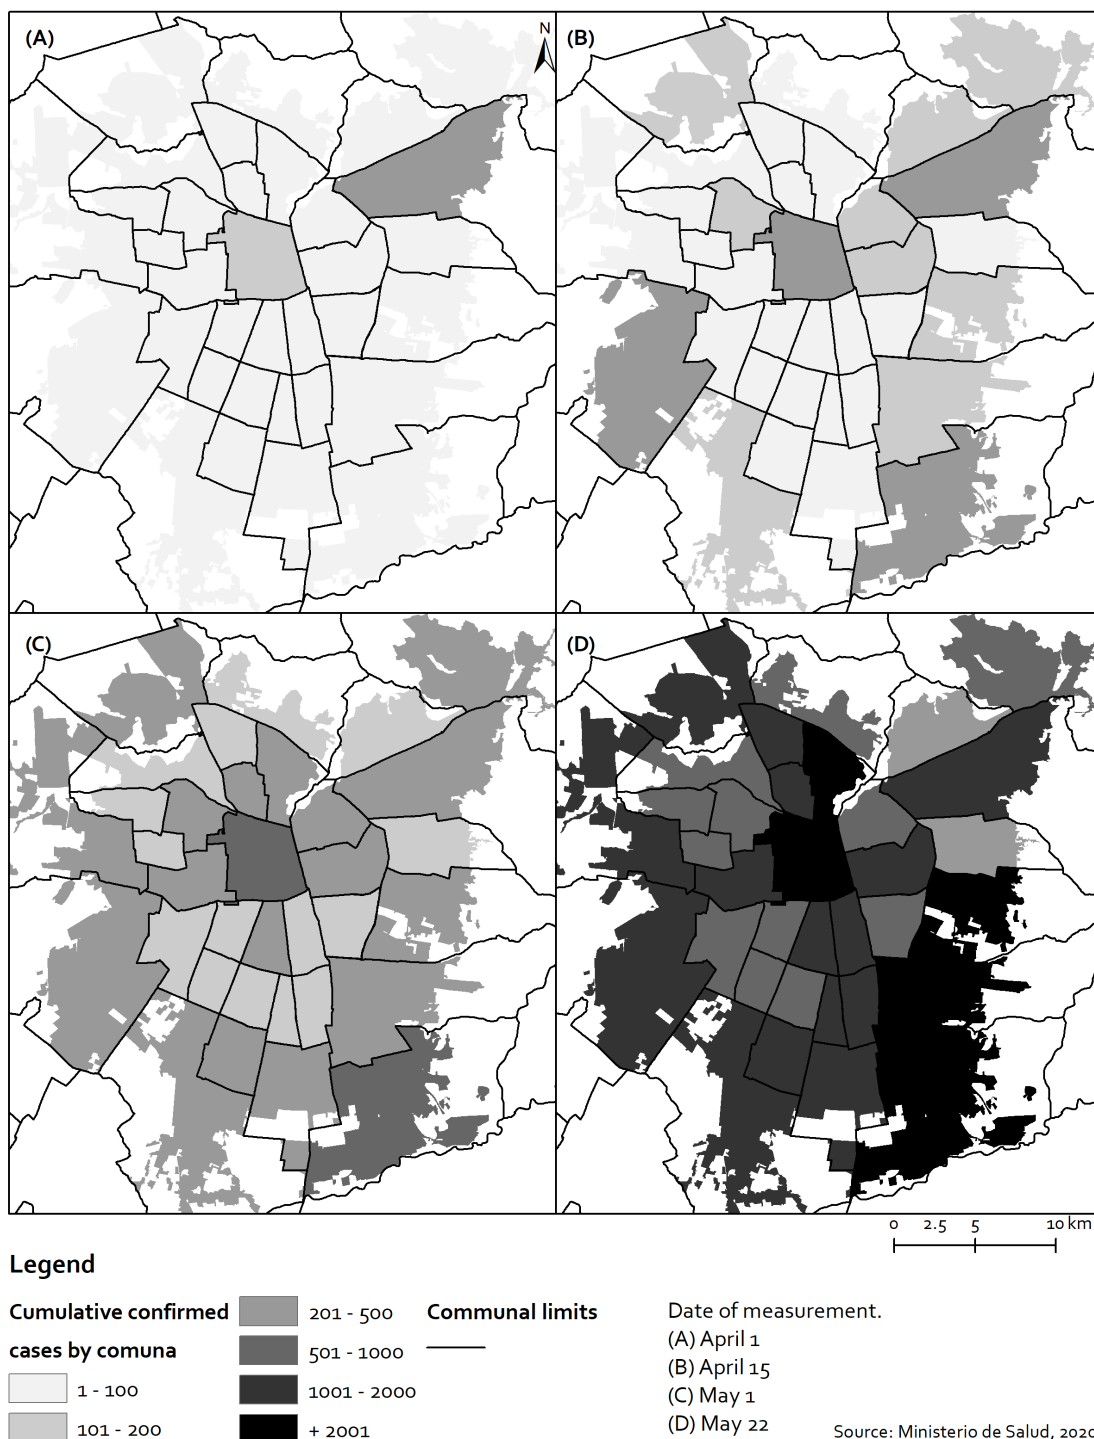 (A)
N
(B)
(C)
(D)
0 2.5 5 10 km
Legend
Cumulative confirmed
cases by comuna
1 - 100
101 - 200
201 - 500
501 - 1000
1001 - 2000
+ 2001
Communal limits
Date of measurement.
(A) April 1
(B) April 15
(C) May 1
(D) May 22
Source: Ministerio de Salud, 2020